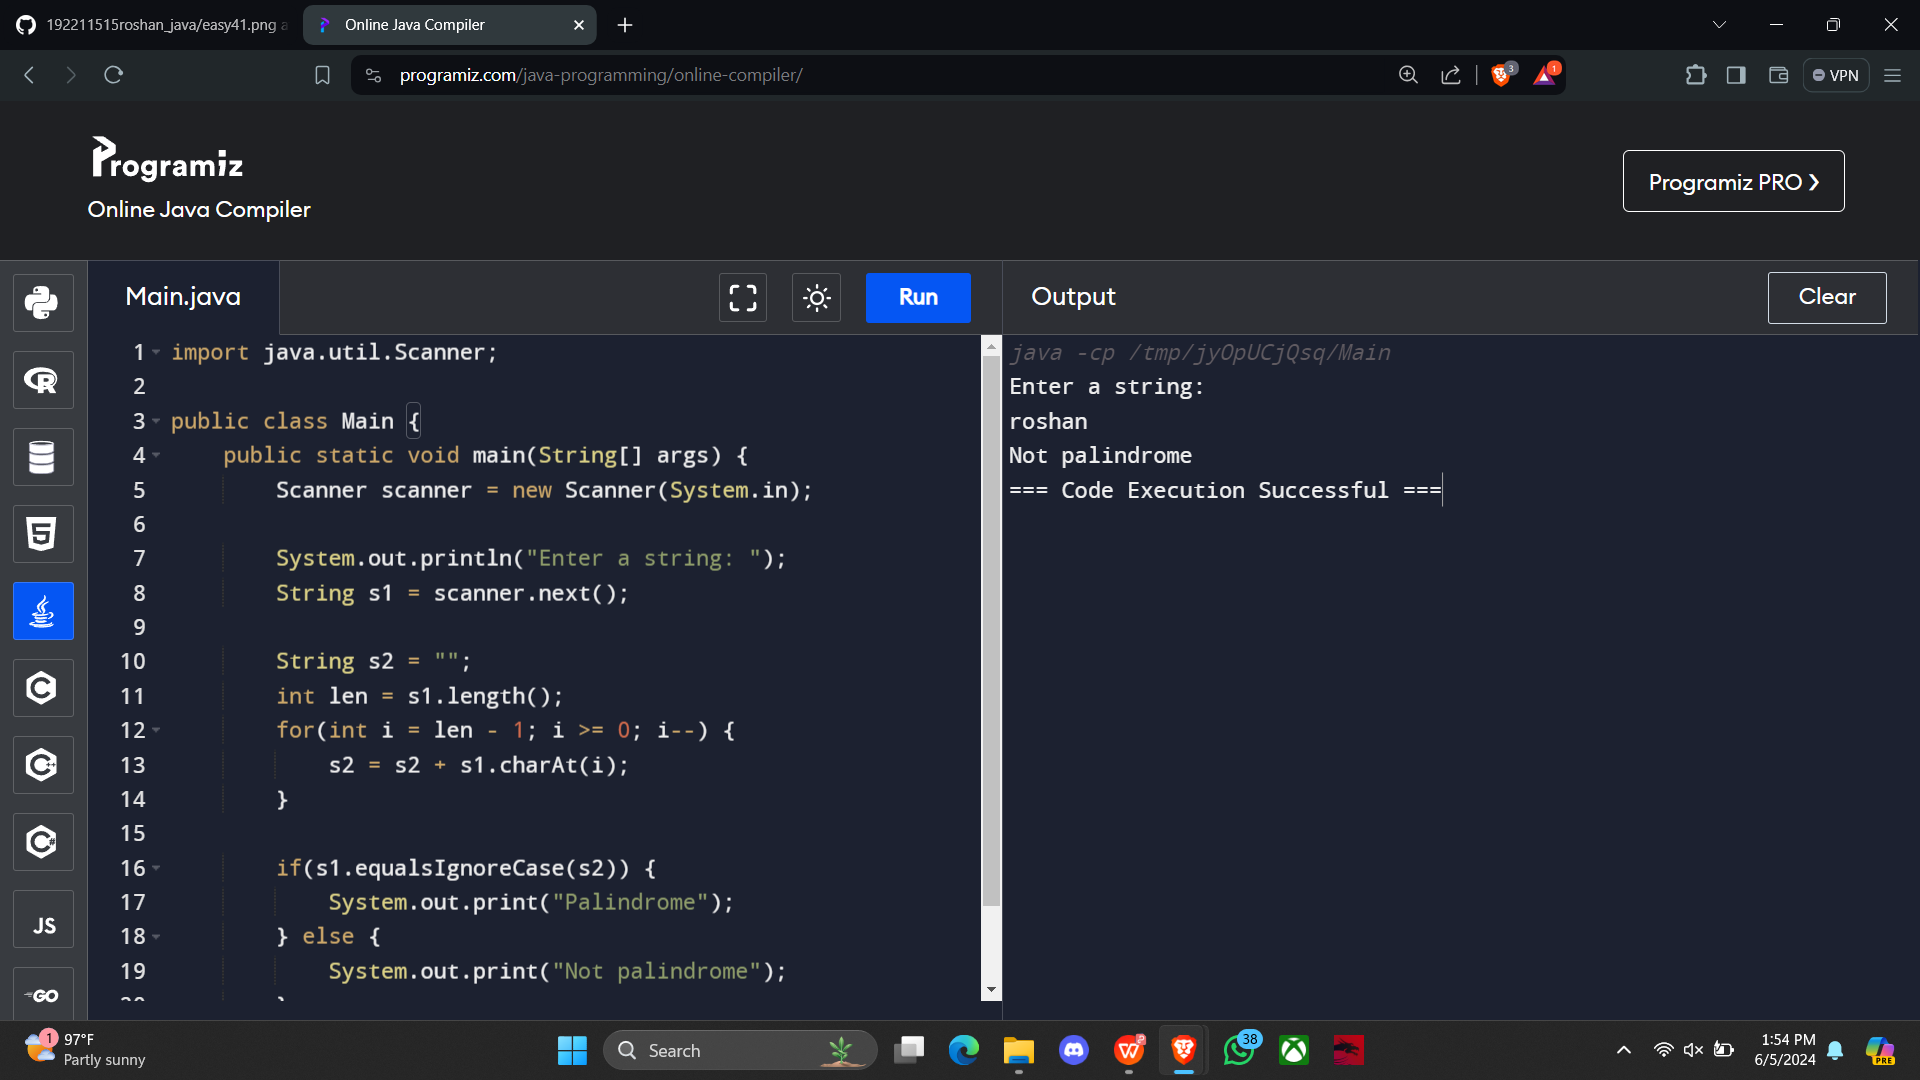 192211515roshan_java/easy41.png a
Online Java Compiler
programiz.com/java-programming/online-compiler/
3
1
VPN
Programiz
Online Java Compiler
Programiz PRO ❯
Main.java
Run
Output
Clear
1 import java.util.Scanner;
2
3 public class Main {
4 public static void main(String[] args) {
5 Scanner scanner = new Scanner(System.in);
6
7 System.out.println("Enter a string: ");
8 String s1 = scanner.next();
9
10 String s2 = "";
11 int len = s1.length();
12 for(int i = len - 1; i >= 0; i--) {
13 s2 = s2 + s1.charAt(i);
14 }
15
16 if(s1.equalsIgnoreCase(s2)) {
17 System.out.print("Palindrome");
18 } else {
19 System.out.print("Not palindrome");
java -cp /tmp/jyOpUCjQsq/Main
Enter a string:
roshan
Not palindrome
=== Code Execution Successful ===
R
5
C
C++
C#
JS
GO
1
97°F
Partly sunny
Search
38
1:54 PM
6/5/2024
PRE